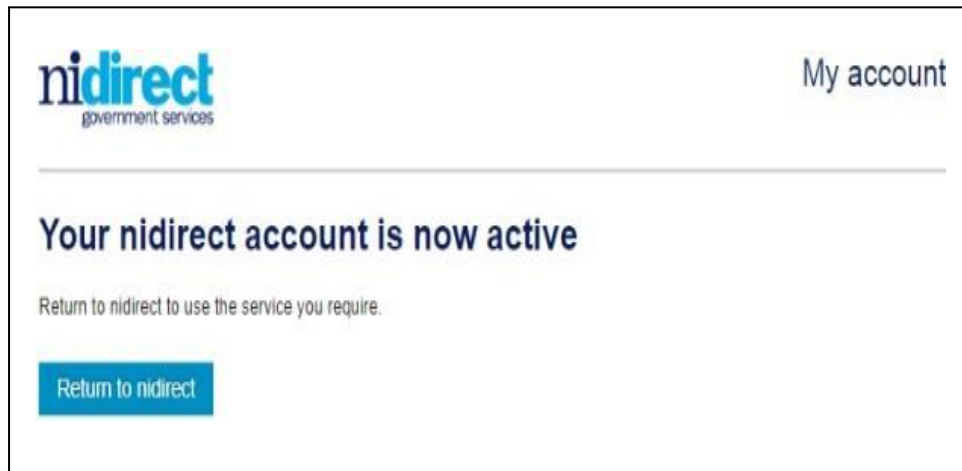 nidirect
government services
My account
Your nidirect account is now active
Return to nidirect to use the service you require.
Return to nidirect